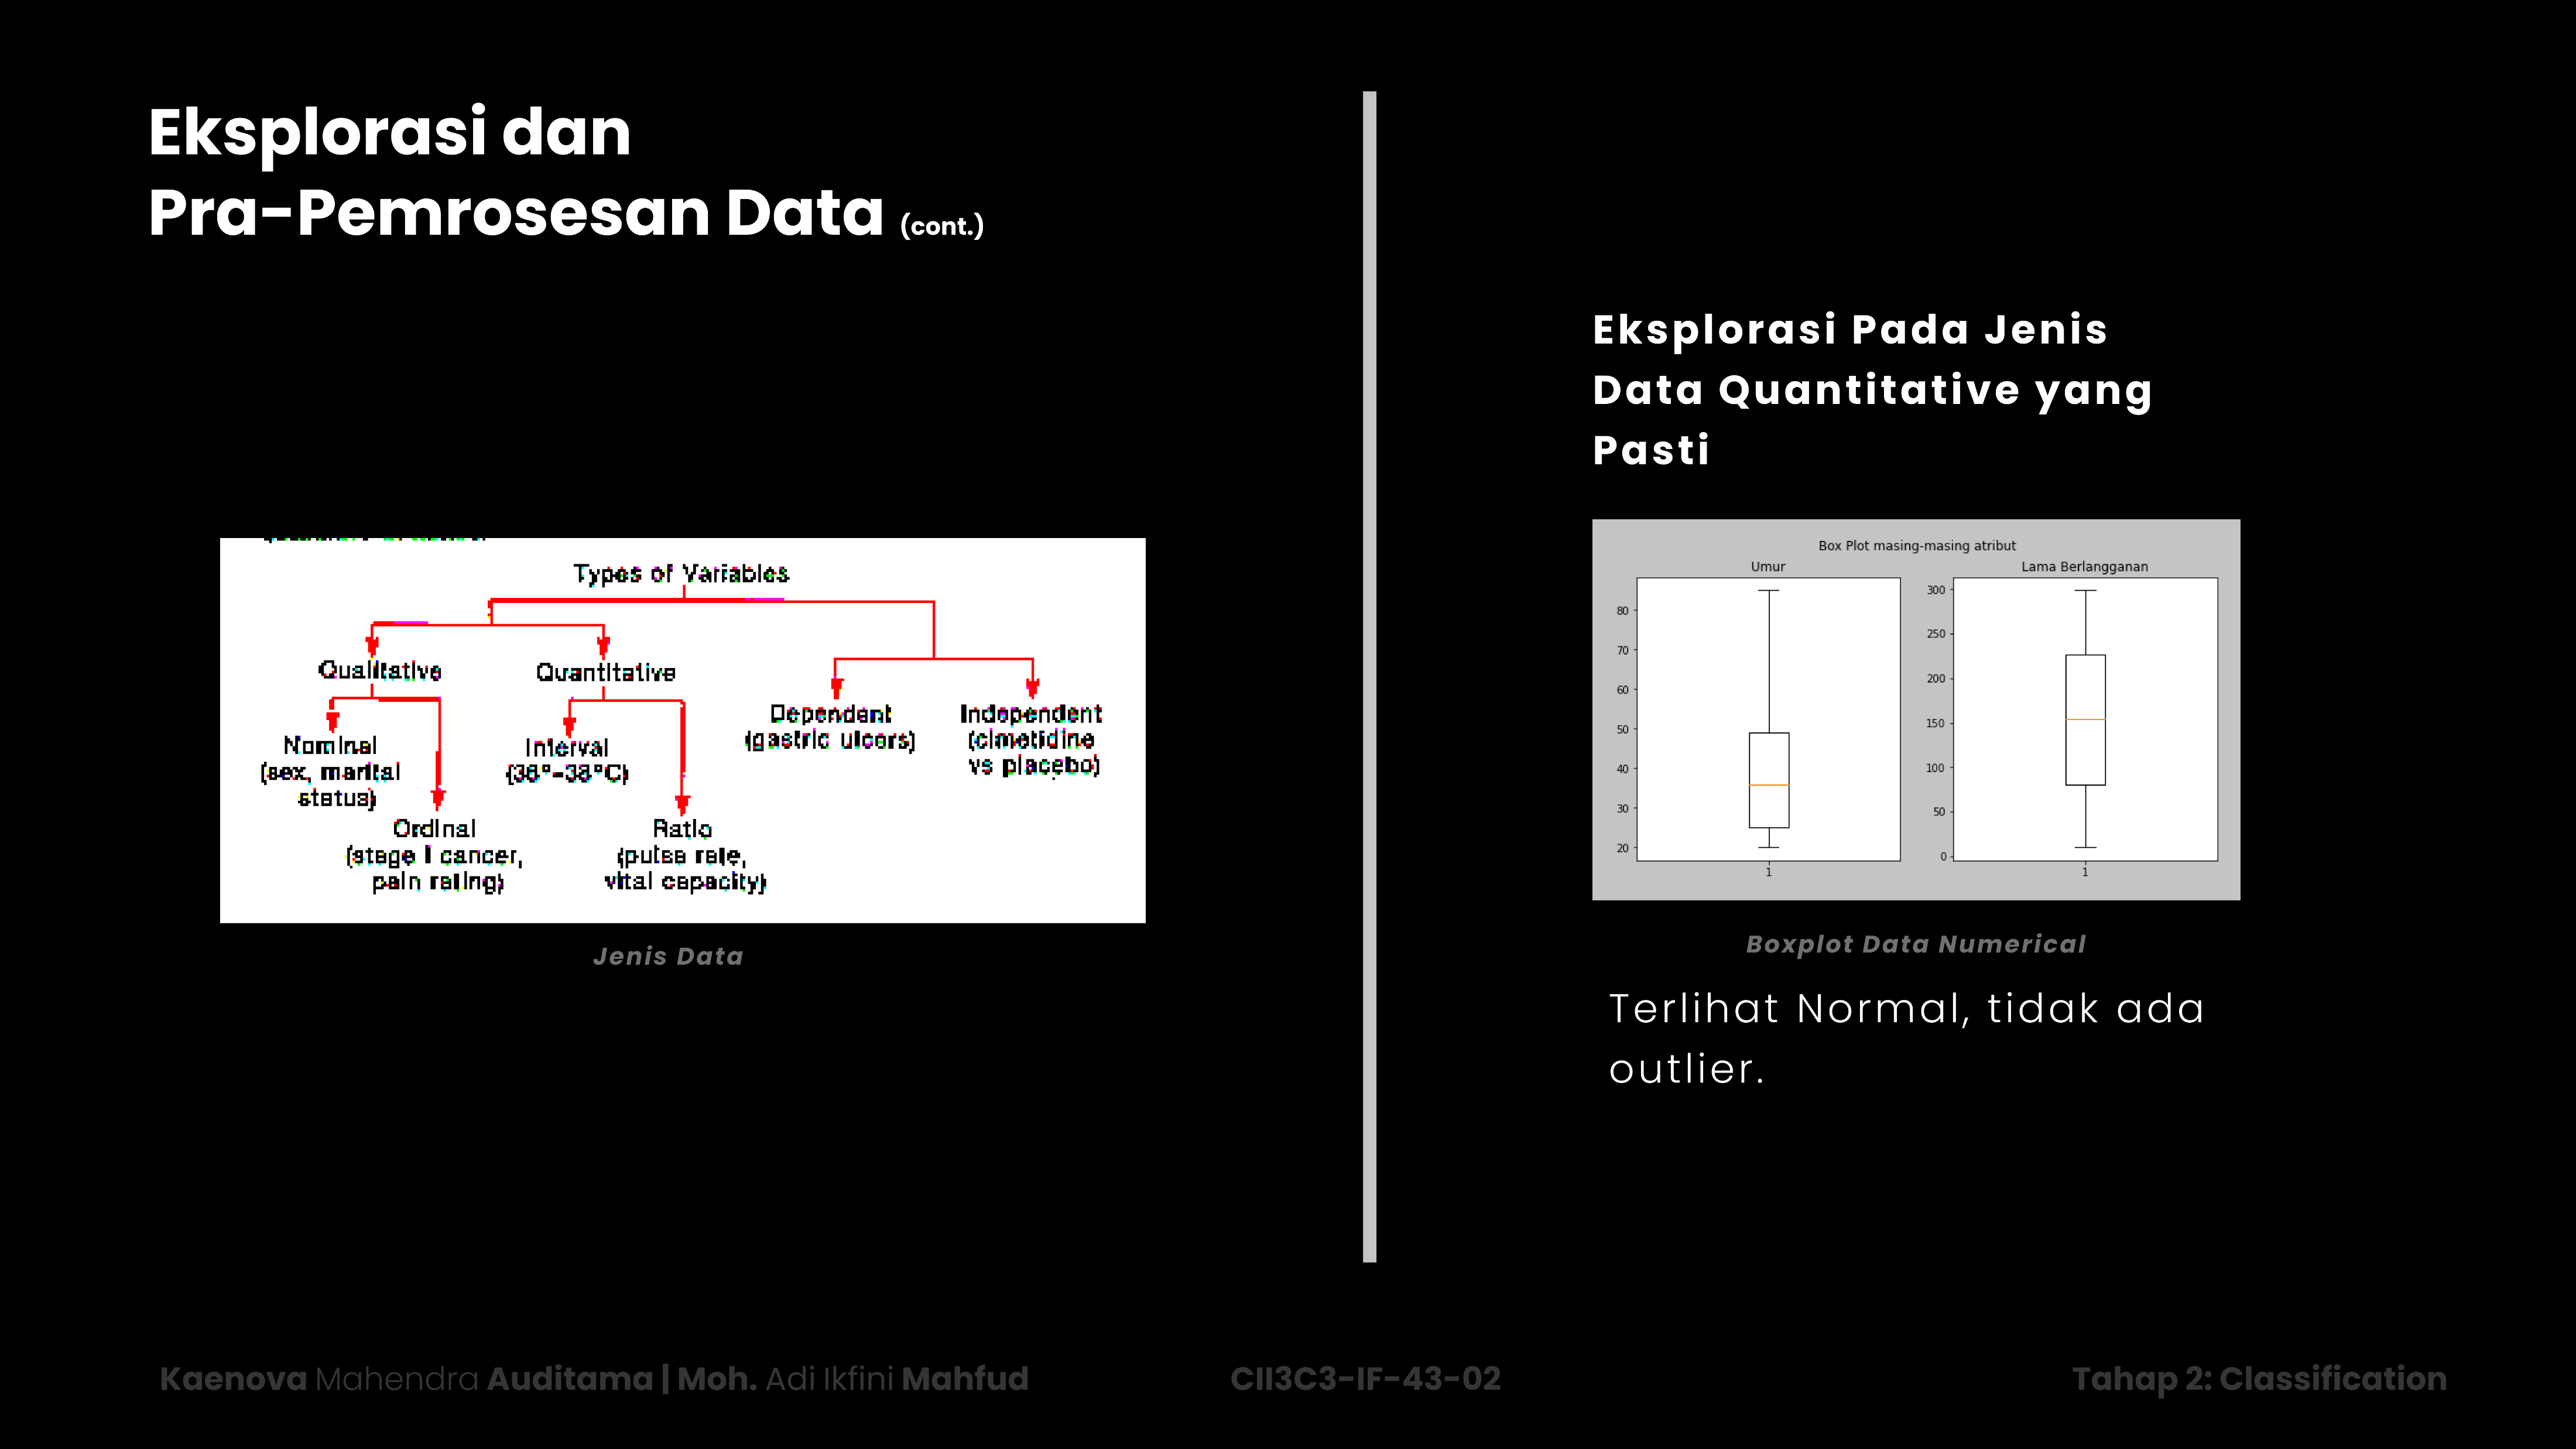 Eksplorasi dan
Pra-Pemrosesan Data (cont.)
Types of Variables
Qualitative
Quantitative
Nominal
(sex, marital
status)
Ordinal
(stage II cancer,
pain rating)
Interval
(36°-38°C)
Ratio
(pulse rate,
vital capacity)
Dependent
(gastric ulcers)
Independent
(cimetidine
vs placebo)
Jenis Data
Eksplorasi Pada Jenis
Data Quantitative yang
Pasti
Box Plot masing-masing atribut
Umur
80
70
60
50
40
30
20
1
Lama Berlangganan
300
250
200
150
100
50
0
1
Boxplot Data Numerical
Terlihat Normal, tidak ada
outlier.
Kaenova Mahendra Auditama | Moh. Adi Ikfini Mahfud
CII3C3-IF-43-02
Tahap 2: Classification